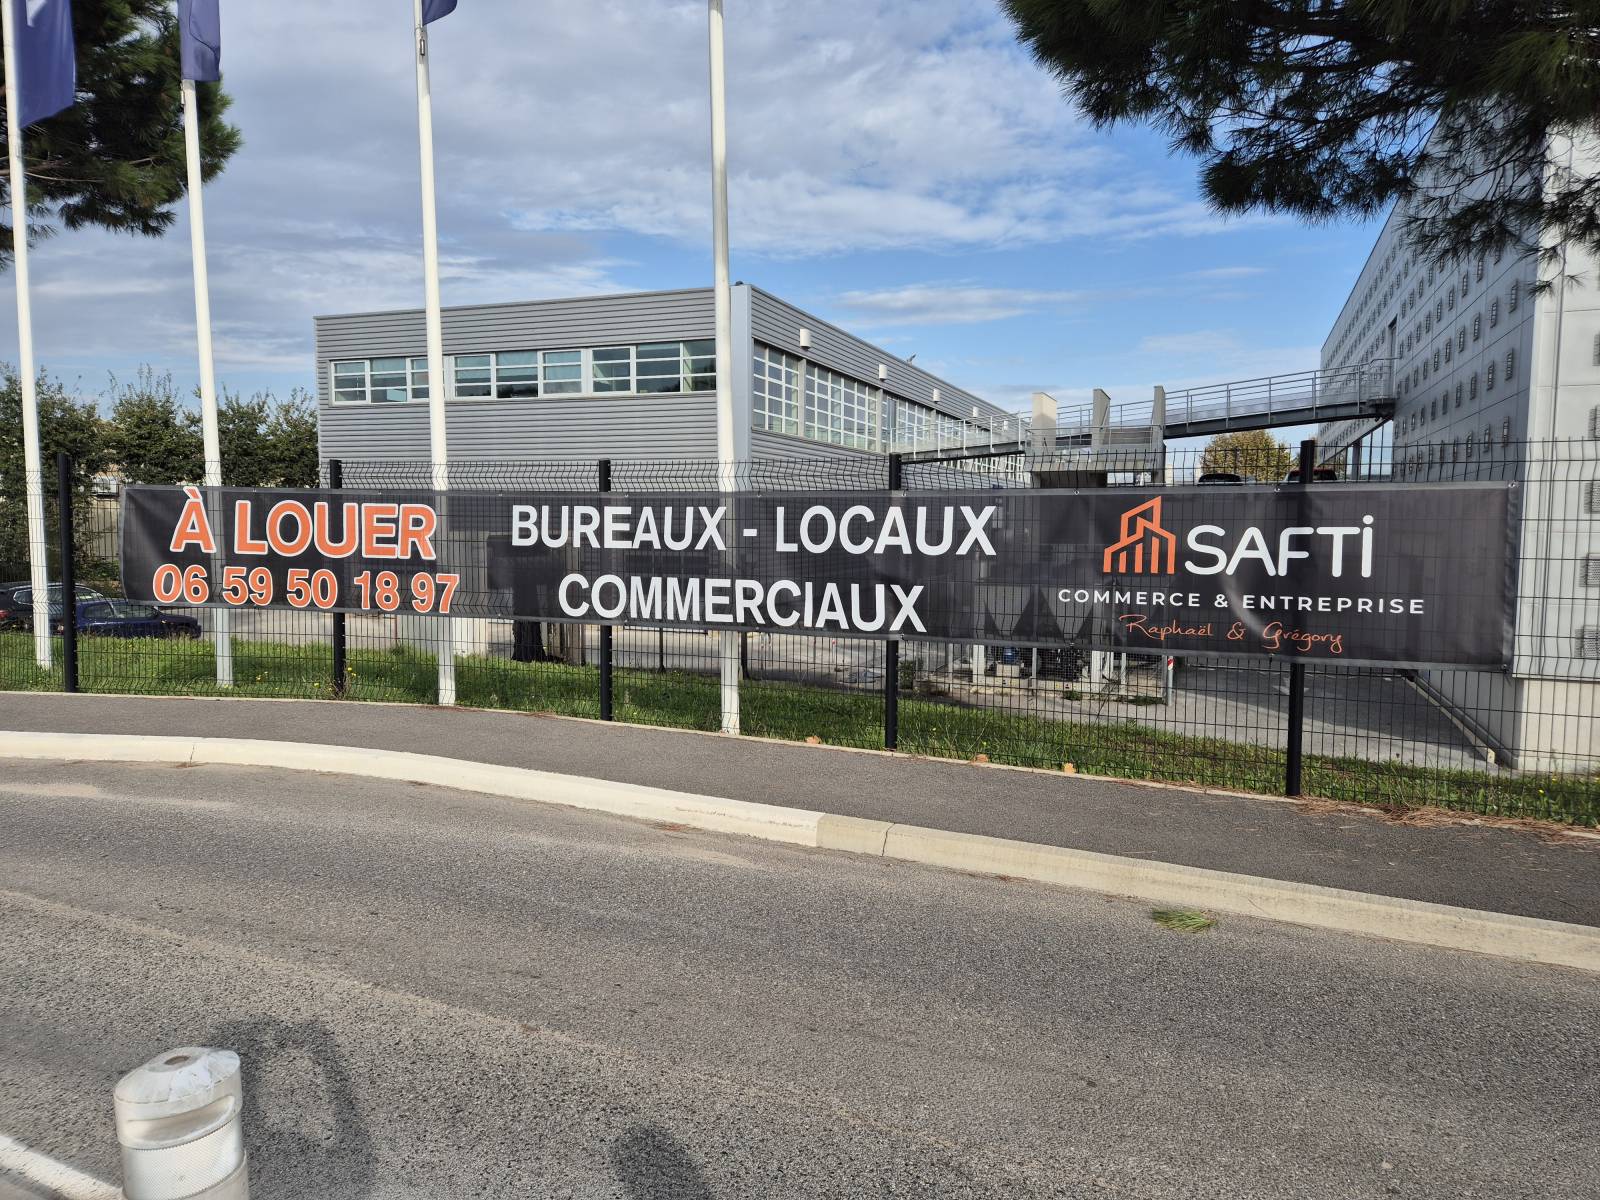 À LOUER
06 59 50 18 97
BUREAUX - LOCAUX
COMMERCIAUX
SAFTI
COMMERCE & ENTREPRISE
Raphaël & Grégory